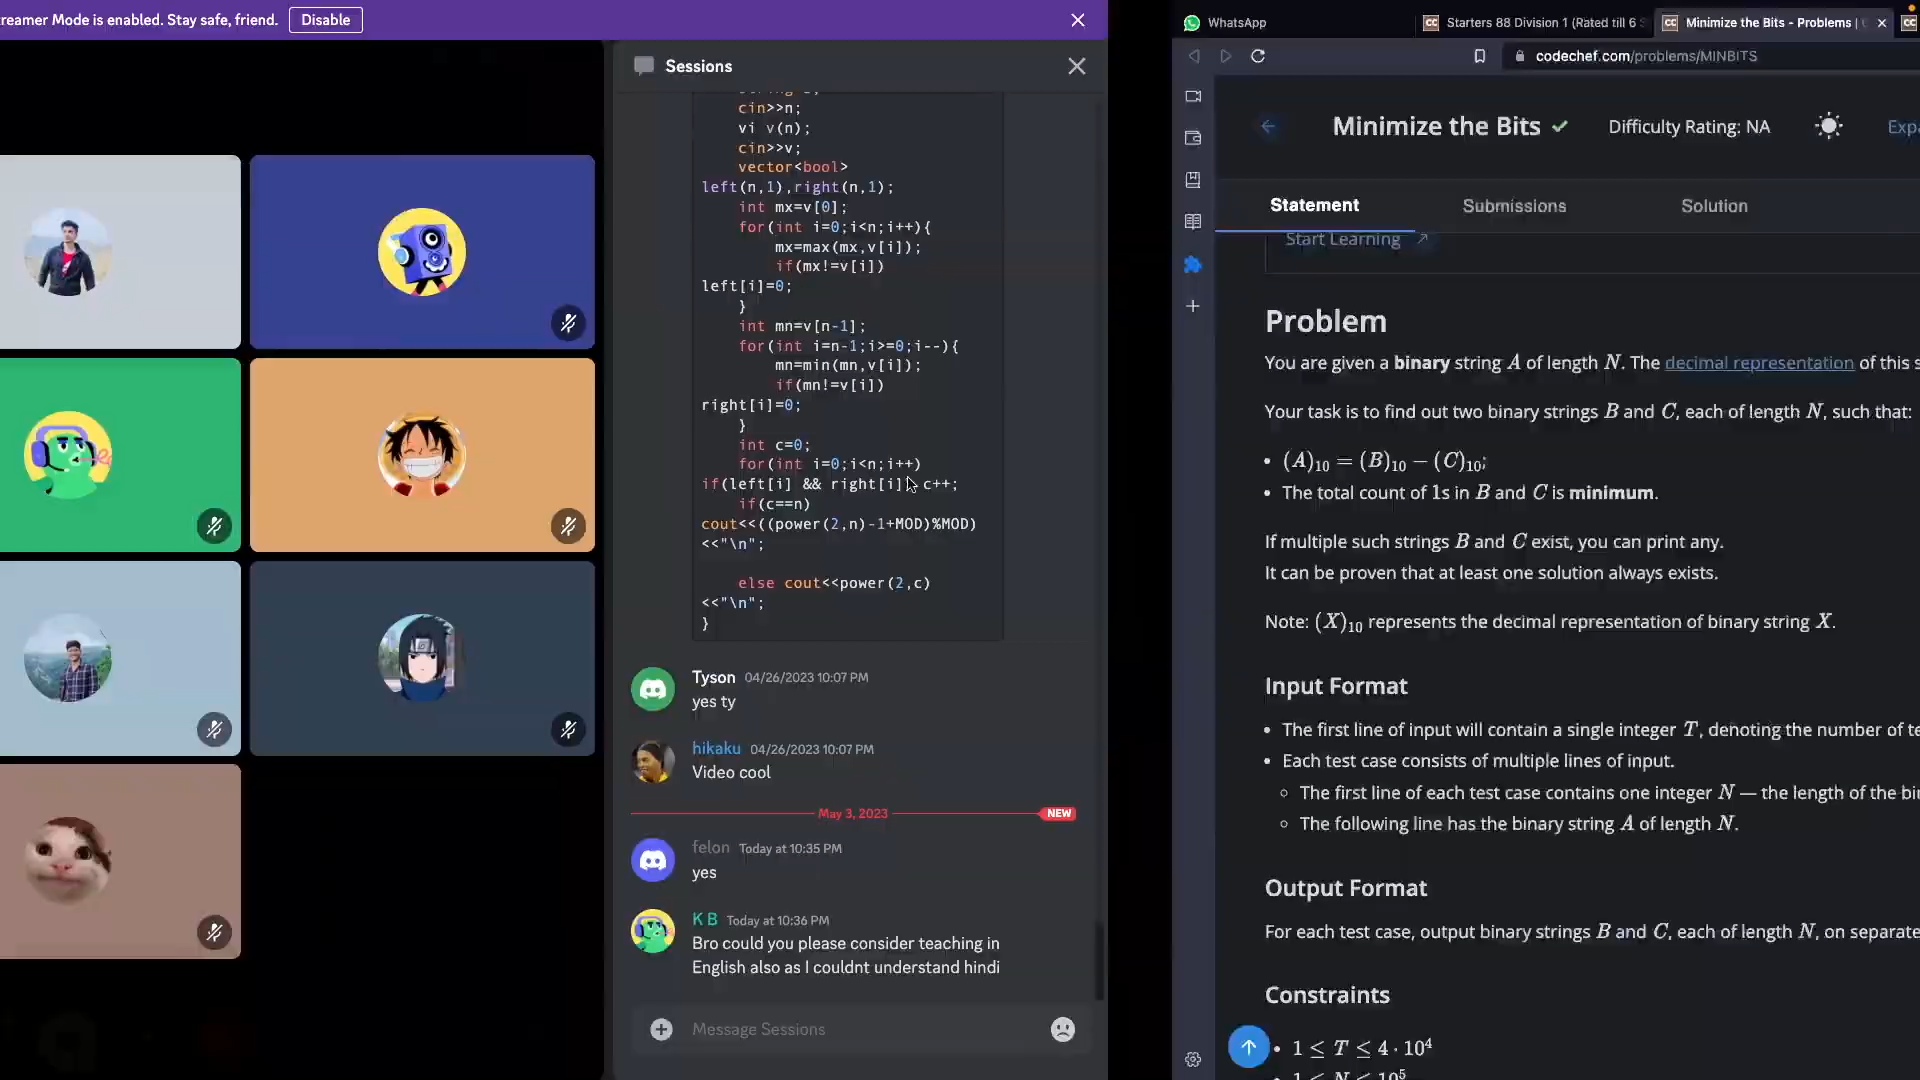 reamer Mode is enabled. Stay safe, friend.
Disable
Sessions
cin>>n;
vi v(n);
cin>>v;
vector<bool>
left(n,1),right(n,1);
int mx=v[0];
for(int i=0;i<n;i++){
mx=max(mx,v[i]);
if(mx!=v[i])
left[i]=0;
}
int mn=v[n-1];
for(int i=n-1;i>=0;i--){
mn=min(mn,v[i]);
if(mn!=v[i])
right[i]=0;
}
int c=0;
for(int i=0;i<n;i++)
if(left[i] && right[i]) c++;
if(c==n)
cout<<((power(2,n)-1+MOD)%MOD)
<<"\n";
else cout<<power(2,c)
<<"\n";
}
Tyson 04/26/2023 10:07 PM
yes ty
hikaku 04/26/2023 10:07 PM
Video cool
May 3, 2023 NEW
felon Today at 10:35 PM
yes
K B Today at 10:36 PM
Bro could you please consider teaching in
English also as I couldnt understand hindi
Message Sessions
WhatsApp
Starters 88 Division 1 (Rated till 6
Minimize the Bits - Problems |
codechef.com/problems/MINBITS
Minimize the Bits
Difficulty Rating: NA
Expa
Statement
Submissions
Solution
Start Learning
Problem
You are given a binary string A of length N. The decimal representation of this s
Your task is to find out two binary strings B and C, each of length N, such that:
• (A)₁₀ = (B)₁₀ − (C)₁₀;
• The total count of 1s in B and C is minimum.
If multiple such strings B and C exist, you can print any.
It can be proven that at least one solution always exists.
Note: (X)₁₀ represents the decimal representation of binary string X.
Input Format
• The first line of input will contain a single integer T, denoting the number of te
• Each test case consists of multiple lines of input.
◦ The first line of each test case contains one integer N — the length of the bin
◦ The following line has the binary string A of length N.
Output Format
For each test case, output binary strings B and C, each of length N, on separate
Constraints
• 1 ≤ T ≤ 4 · 10⁴
1 ≤ N ≤ 10⁵